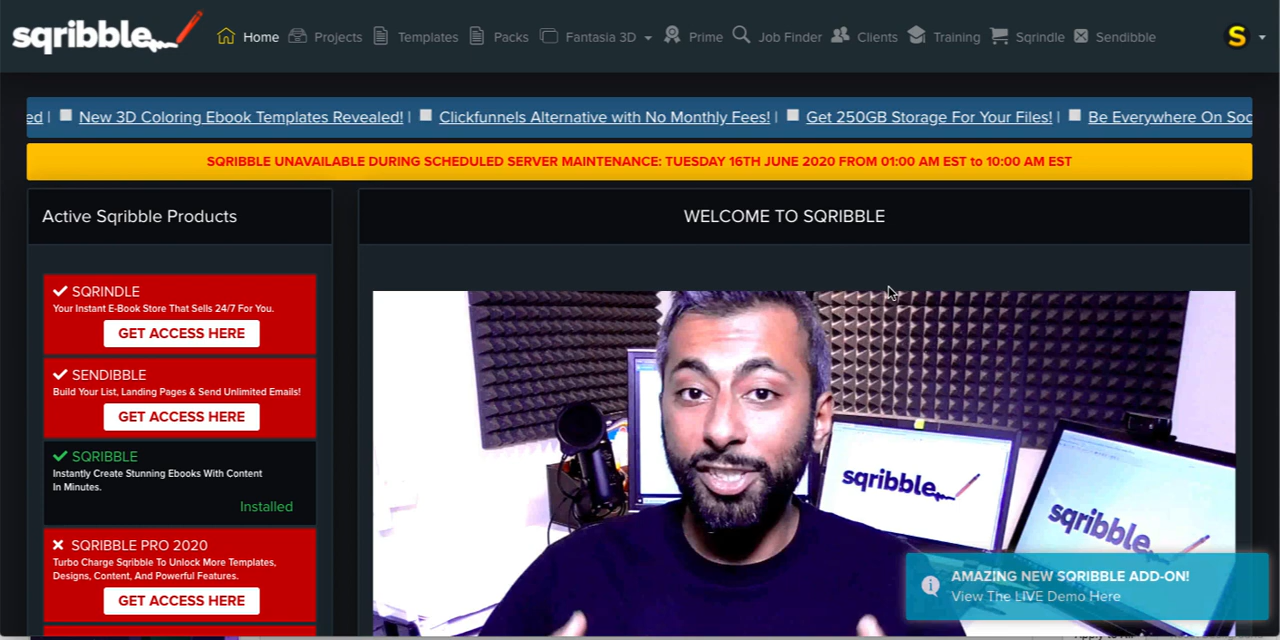 sqribble
Home
Projects
Templates
Packs
Fantasia 3D
Prime
Job Finder
Clients
Training
Sqrindle
Sendibble
S
ed | New 3D Coloring Ebook Templates Revealed! | Clickfunnels Alternative with No Monthly Fees! | Get 250GB Storage For Your Files! | Be Everywhere On Soc
SQRIBBLE UNAVAILABLE DURING SCHEDULED SERVER MAINTENANCE: TUESDAY 16TH JUNE 2020 FROM 01:00 AM EST to 10:00 AM EST
Active Sqribble Products
SQRINDLE
Your Instant E-Book Store That Sells 24/7 For You.
GET ACCESS HERE
SENDIBBLE
Build Your List, Landing Pages & Send Unlimited Emails!
GET ACCESS HERE
SQRIBBLE
Instantly Create Stunning Ebooks With Content
In Minutes.
Installed
SQRIBBLE PRO 2020
Turbo Charge Sqribble To Unlock More Templates,
Designs, Content, And Powerful Features.
GET ACCESS HERE
WELCOME TO SQRIBBLE
sqribble
sqribble
AMAZING NEW SQRIBBLE ADD-ON!
View The LIVE Demo Here